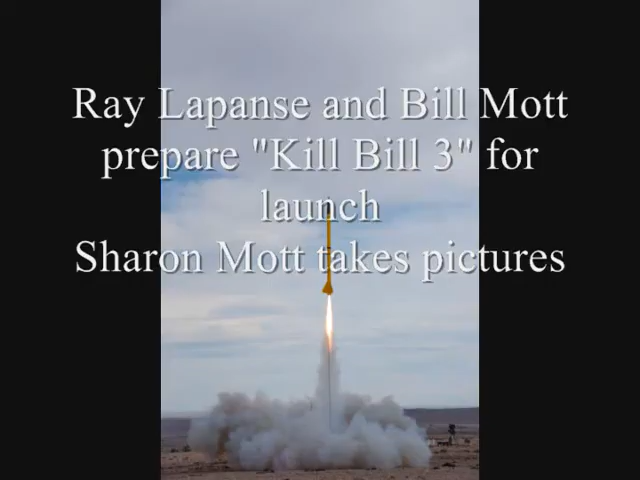 Ray Lapanse and Bill Mott
prepare "Kill Bill 3" for
launch
Sharon Mott takes pictures